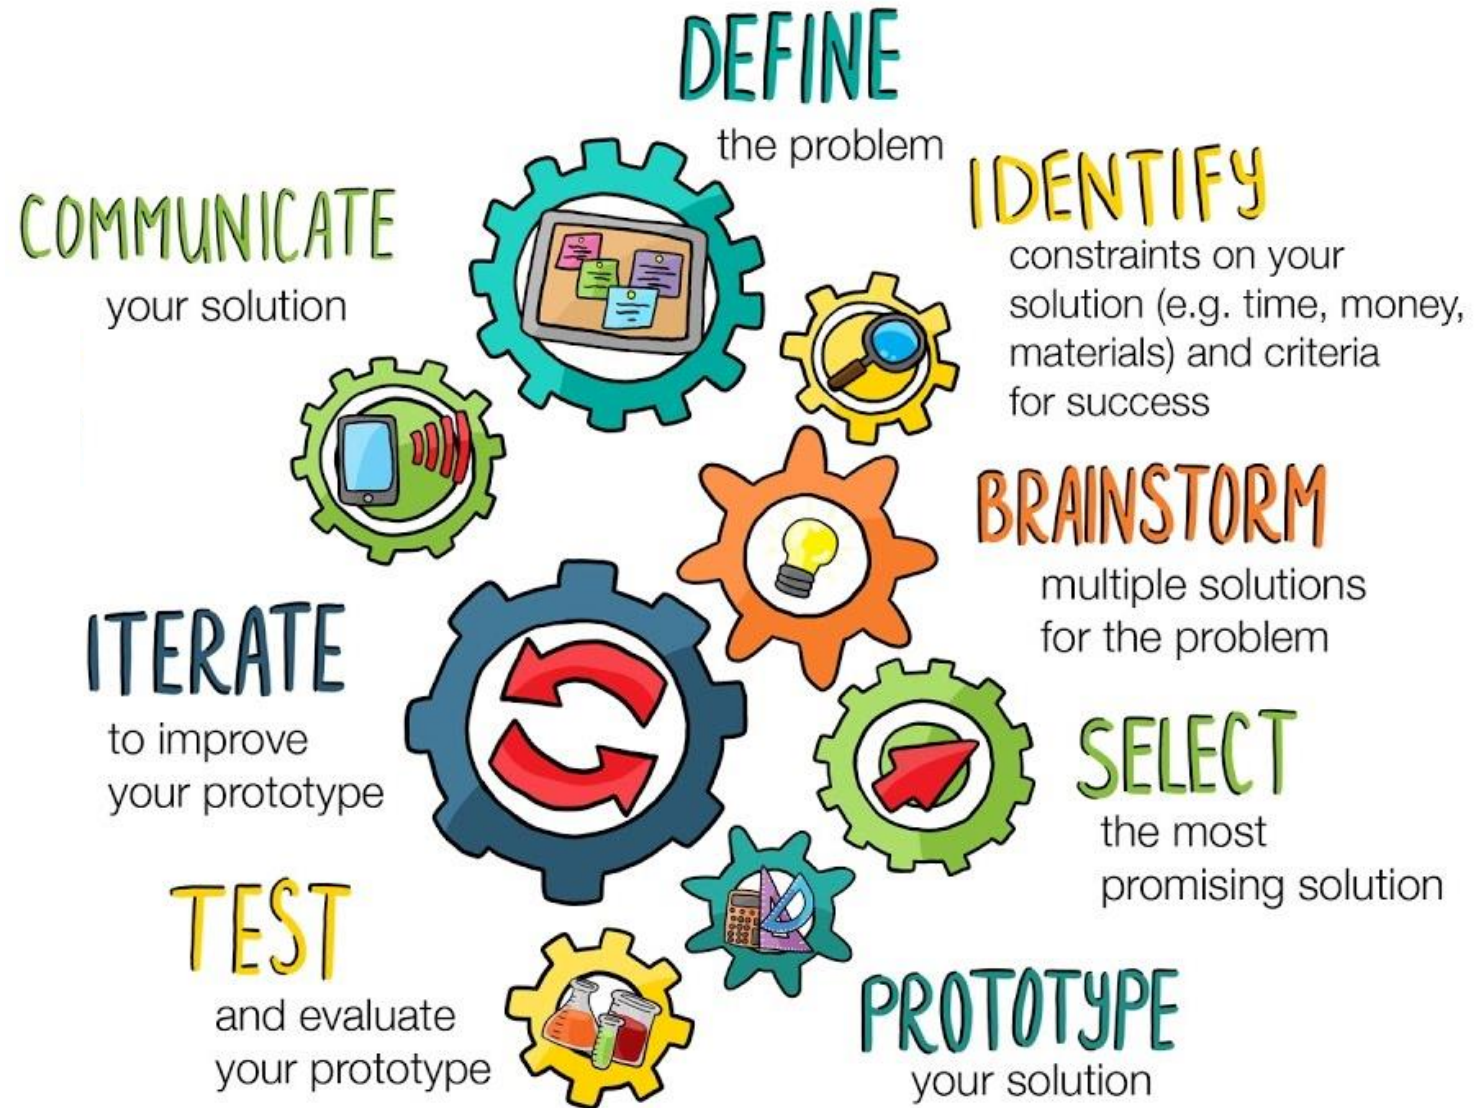 DEFINE
the problem
IDENTIFY
constraints on your
solution (e.g. time, money,
materials) and criteria
for success
BRAINSTORM
multiple solutions
for the problem
SELECT
the most
promising solution
PROTOTYPE
your solution
TEST
and evaluate
your prototype
ITERATE
to improve
your prototype
COMMUNICATE
your solution